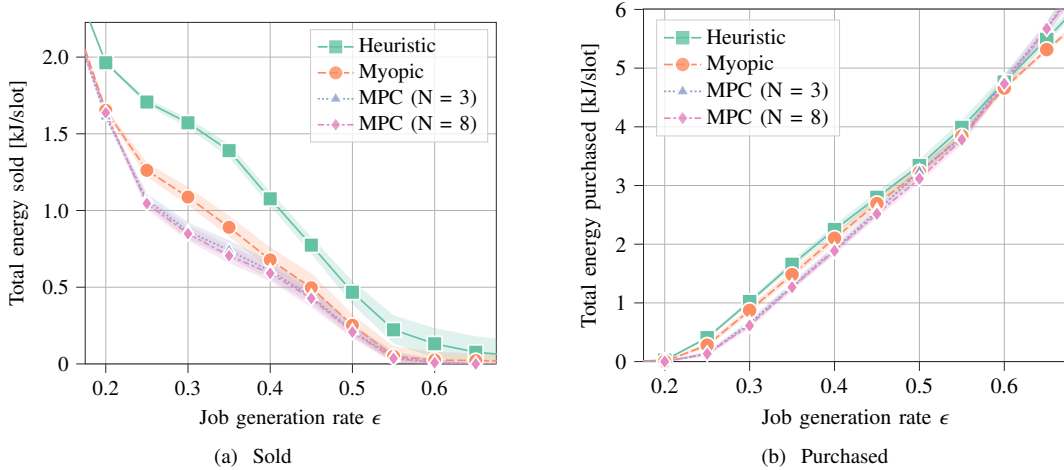 Total energy sold [kJ/slot]
2.0
1.5
1.0
0.5
0
0.2
0.3
0.4
0.5
0.6
Heuristic
Myopic
MPC (N = 3)
MPC (N = 8)
Job generation rate ϵ
(a) Sold
Total energy purchased [kJ/slot]
6
5
4
3
2
1
0
0.2
0.3
0.4
0.5
0.6
Heuristic
Myopic
MPC (N = 3)
MPC (N = 8)
Job generation rate ϵ
(b) Purchased